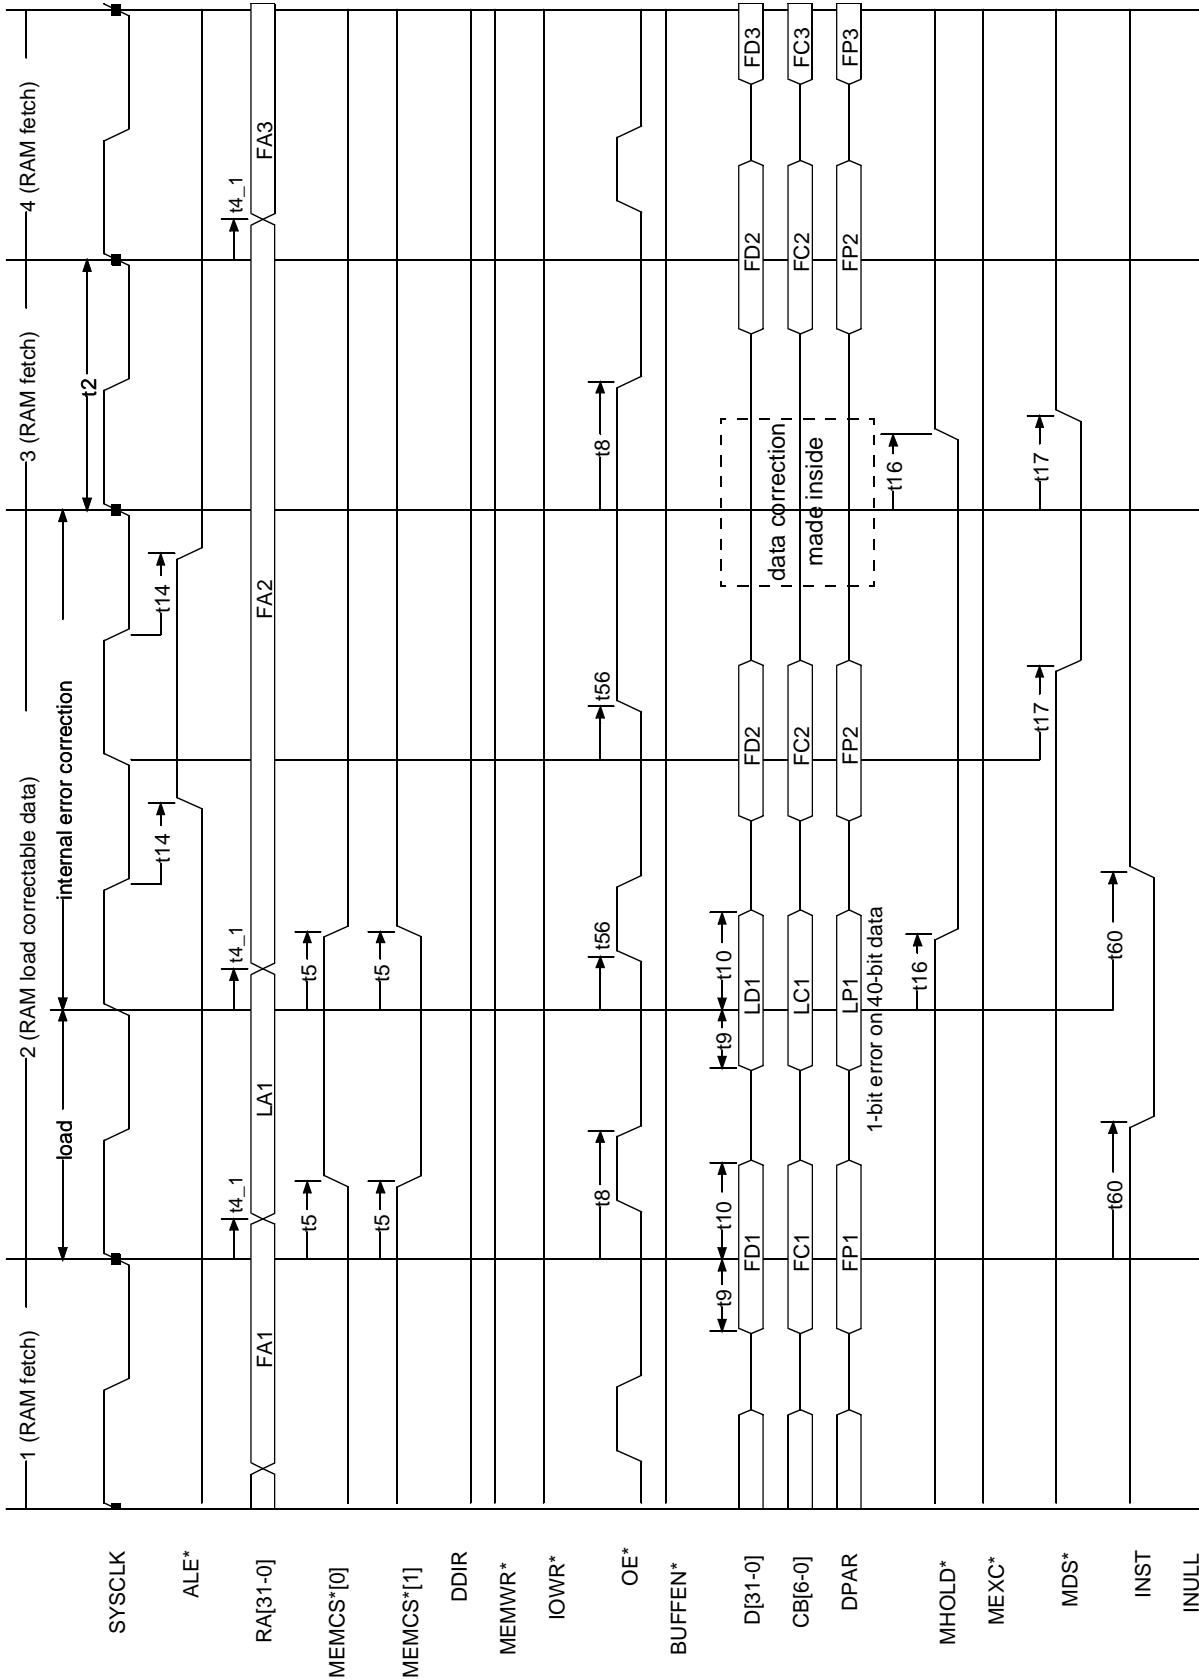 1 (RAM fetch)
2 (RAM load correctable data)
3 (RAM fetch)
4 (RAM fetch)
load
internal error correction
t2
SYSCLK
t14
t14
ALE*
t4_1
t4_1
t4_1
RA[31-0]
FA1
LA1
FA2
FA3
MEMCS*[0]
t5
t5
MEMCS*[1]
t5
t5
DDIR
MEMWR*
IOWR*
OE*
t8
t56
t56
t8
BUFFEN*
t9
t10
t9
t10
D[31-0]
FD1
LD1
FD2
FD2
FD3
CB[6-0]
FC1
LC1
FC2
FC2
FC3
DPAR
FP1
LP1
FP2
FP2
FP3
data correction
made inside
1-bit error on 40-bit data
MHOLD*
t16
t16
MEXC*
MDS*
t17
t17
INST
t60
t60
INULL